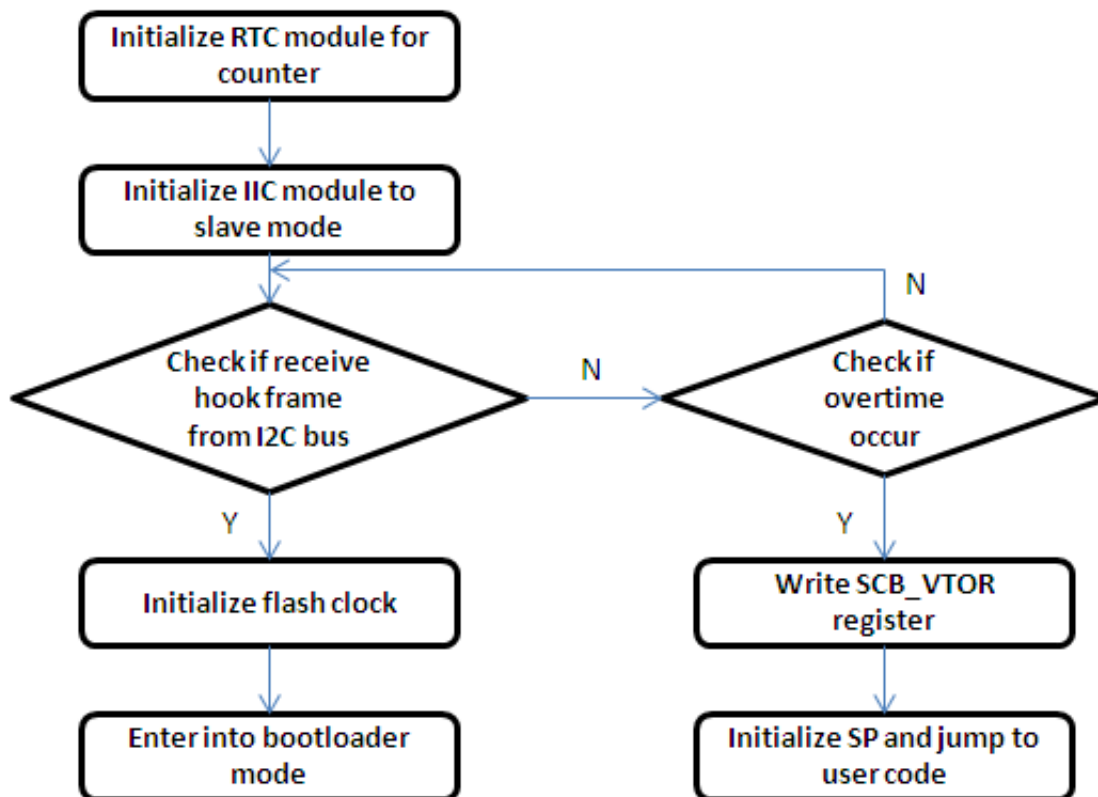 Initialize RTC module for
counter
Initialize IIC module to
slave mode
N
Check if receive
hook frame
from I2C bus
N
Check if
overtime
occur
Y
Y
Initialize flash clock
Write SCB_VTOR
register
Enter into bootloader
mode
Initialize SP and jump to
user code